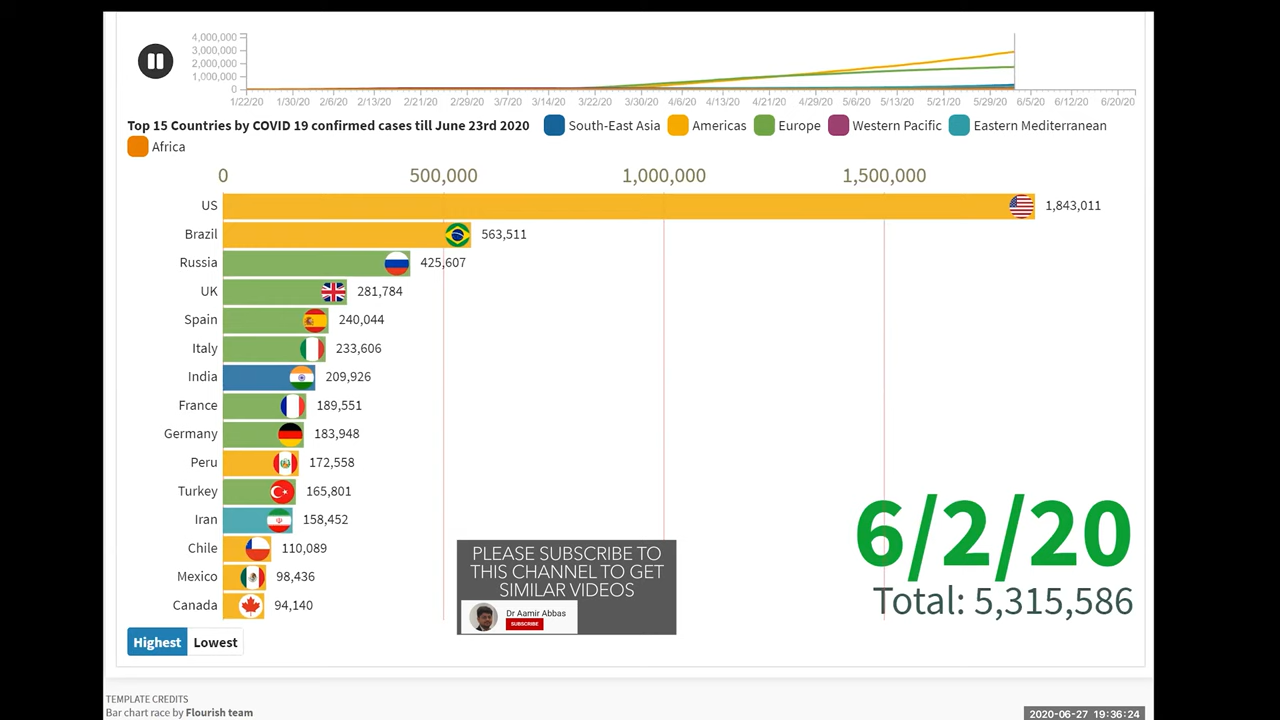 4,000,000
3,000,000
2,000,000
1,000,000
0
1/22/20 1/30/20 2/6/20 2/13/20 2/21/20 2/29/20 3/7/20 3/14/20 3/22/20 3/30/20 4/6/20 4/13/20 4/21/20 4/29/20 5/6/20 5/13/20 5/21/20 5/29/20 6/5/20 6/12/20 6/20/20
Top 15 Countries by COVID 19 confirmed cases till June 23rd 2020 South-East Asia Americas Europe Western Pacific Eastern Mediterranean
Africa
0 500,000 1,000,000 1,500,000
US 1,843,011
Brazil 563,511
Russia 425,607
UK 281,784
Spain 240,044
Italy 233,606
India 209,926
France 189,551
Germany 183,948
Peru 172,558
Turkey 165,801
Iran 158,452
Chile 110,089
Mexico 98,436
Canada 94,140
PLEASE SUBSCRIBE TO
THIS CHANNEL TO GET
SIMILAR VIDEOS
Dr Aamir Abbas
SUBSCRIBE
6/2/20
Total: 5,315,586
Highest Lowest
TEMPLATE CREDITS
Bar chart race by Flourish team
2020-06-27 19:36:24